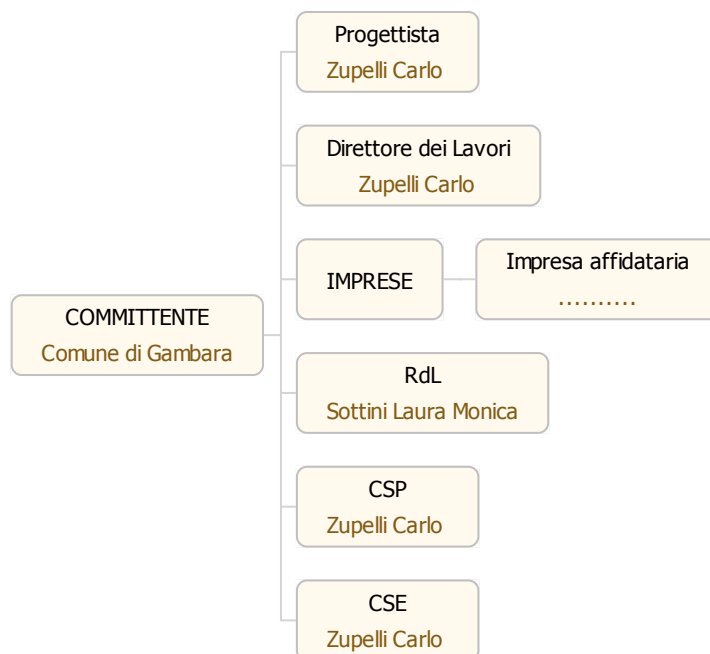 Progettista
Zupelli Carlo
Direttore dei Lavori
Zupelli Carlo
IMPRESE
Impresa affidataria
..........
COMMITTENTE
Comune di Gambara
RdL
Sottini Laura Monica
CSP
Zupelli Carlo
CSE
Zupelli Carlo